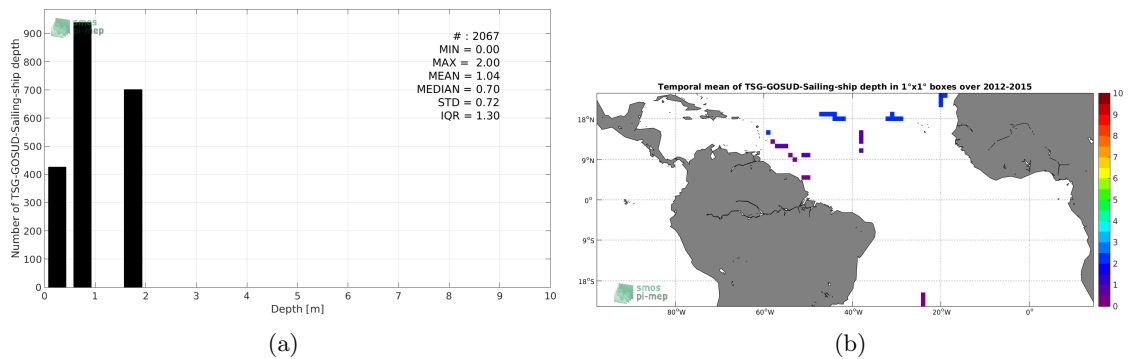 smos
pi-mep
# : 2067
MIN = 0.00
MAX = 2.00
MEAN = 1.04
MEDIAN = 0.70
STD = 0.72
IQR = 1.30
Number of TSG-GOSUD-Sailing-ship depth
900
800
700
600
500
400
300
200
100
0
0 1 2 3 4 5 6 7 8 9 10
Depth [m]
(a)
Temporal mean of TSG-GOSUD-Sailing-ship depth in 1°x1° boxes over 2012-2015
18°N
9°N
0°
9°S
18°S
80°W 60°W 40°W 20°W 0°
10
9
8
7
6
5
4
3
2
1
0
smos
pi-mep
(b)